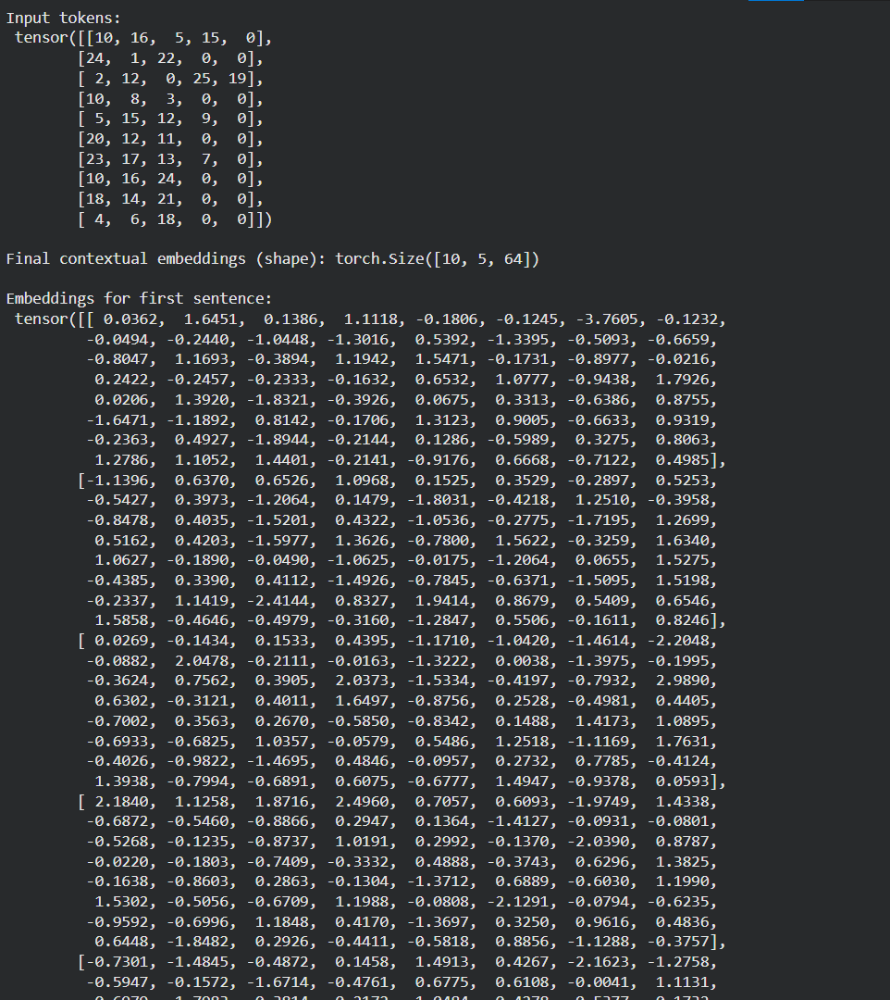 Input tokens:
tensor([[10, 16,  5, 15,  0],
[24,  1, 22,  0,  0],
[ 2, 12,  0, 25, 19],
[10,  8,  3,  0,  0],
[ 5, 15, 12,  9,  0],
[20, 12, 11,  0,  0],
[23, 17, 13,  7,  0],
[10, 16, 24,  0,  0],
[18, 14, 21,  0,  0],
[ 4,  6, 18,  0,  0]])
Final contextual embeddings (shape): torch.Size([10, 5, 64])
Embeddings for first sentence:
tensor([[ 0.0362,  1.6451,  0.1386,  1.1118, -0.1806, -0.1245, -3.7605, -0.1232,
-0.0494, -0.2440, -1.0448, -1.3016,  0.5392, -1.3395, -0.5093, -0.6659,
-0.8047,  1.1693, -0.3894,  1.1942,  1.5471, -0.1731, -0.8977, -0.0216,
0.2422, -0.2457, -0.2333, -0.1632,  0.6532,  1.0777, -0.9438,  1.7926,
0.0206,  1.3920, -1.8321, -0.3926,  0.0675,  0.3313, -0.6386,  0.8755,
-1.6471, -1.1892,  0.8142, -0.1706,  1.3123,  0.9005, -0.6633,  0.9319,
-0.2363,  0.4927, -1.8944, -0.2144,  0.1286, -0.5989,  0.3275,  0.8063,
1.2786,  1.1052,  1.4401, -0.2141, -0.9176,  0.6668, -0.7122,  0.4985],
[-1.1396,  0.6370,  0.6526,  1.0968,  0.1525,  0.3529, -0.2897,  0.5253,
-0.5427,  0.3973, -1.2064,  0.1479, -1.8031, -0.4218,  1.2510, -0.3958,
-0.8478,  0.4035, -1.5201,  0.4322, -1.0536, -0.2775, -1.7195,  1.2699,
0.5162,  0.4203, -1.5977,  1.3626, -0.7800,  1.5622, -0.3259,  1.6340,
1.0627, -0.1890, -0.0490, -1.0625, -0.0175, -1.2064,  0.0655,  1.5275,
-0.4385,  0.3390,  0.4112, -1.4926, -0.7845, -0.6371, -1.5095,  1.5198,
-0.2337,  1.1419, -2.4144,  0.8327,  1.9414,  0.8679,  0.5409,  0.6546,
1.5858, -0.4646, -0.4979, -0.3160, -1.2847,  0.5506, -0.1611,  0.8246],
[ 0.0269, -0.1434,  0.1533,  0.4395, -1.1710, -1.0420, -1.4614, -2.2048,
-0.0882,  2.0478, -0.2111, -0.0163, -1.3222,  0.0038, -1.3975, -0.1995,
-0.3624,  0.7562,  0.3905,  2.0373, -1.5334, -0.4197, -0.7932,  2.9890,
0.6302, -0.3121,  0.4011,  1.6497, -0.8756,  0.2528, -0.4981,  0.4405,
-0.7002,  0.3563,  0.2670, -0.5850, -0.8342,  0.1488,  1.4173,  1.0895,
-0.6933, -0.6825,  1.0357, -0.0579,  0.5486,  1.2518, -1.1169,  1.7631,
-0.4026, -0.9822, -1.4695,  0.4846, -0.0957,  0.2732,  0.7785, -0.4124,
1.3938, -0.7994, -0.6891,  0.6075, -0.6777,  1.4947, -0.9378,  0.0593],
[ 2.1840,  1.1258,  1.8716,  2.4960,  0.7057,  0.6093, -1.9749,  1.4338,
-0.6872, -0.5460, -0.8866,  0.2947,  0.1364, -1.4127, -0.0931, -0.0801,
-0.5268, -0.1235, -0.8737,  1.0191,  0.2992, -0.1370, -2.0390,  0.8787,
-0.0220, -0.1803, -0.7409, -0.3332,  0.4888, -0.3743,  0.6296,  1.3825,
-0.1638, -0.8603,  0.2863, -0.1304, -1.3712,  0.6889, -0.6030,  1.1990,
1.5302, -0.5056, -0.6709,  1.1988, -0.0808, -2.1291, -0.0794, -0.6235,
-0.9592, -0.6996,  1.1848,  0.4170, -1.3697,  0.3250,  0.9616,  0.4836,
0.6448, -1.8482,  0.2926, -0.4411, -0.5818,  0.8856, -1.1288, -0.3757],
[-0.7301, -1.4845, -0.4872,  0.1458,  1.4913,  0.4267, -2.1623, -1.2758,
-0.5947, -0.1572, -1.6714, -0.4761,  0.6775,  0.6108, -0.0041,  1.1131,